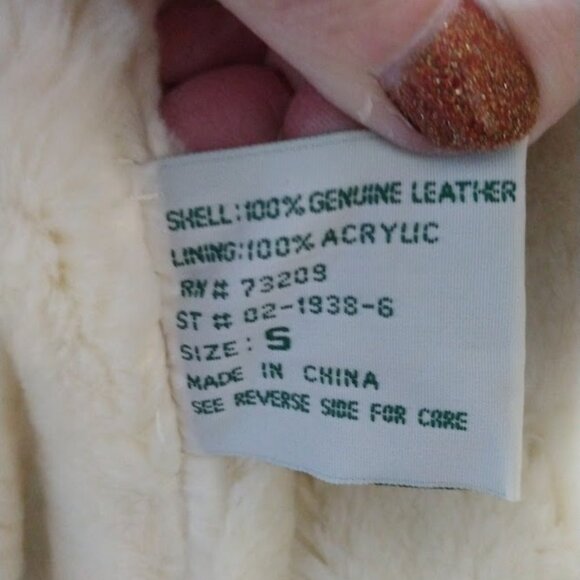 SHELL:100% GENUINE LEATHER
LINING:100% ACRYLIC
RN# 73209
ST # 02-1938-6
SIZE: S
MADE IN CHINA
SEE REVERSE SIDE FOR CARE